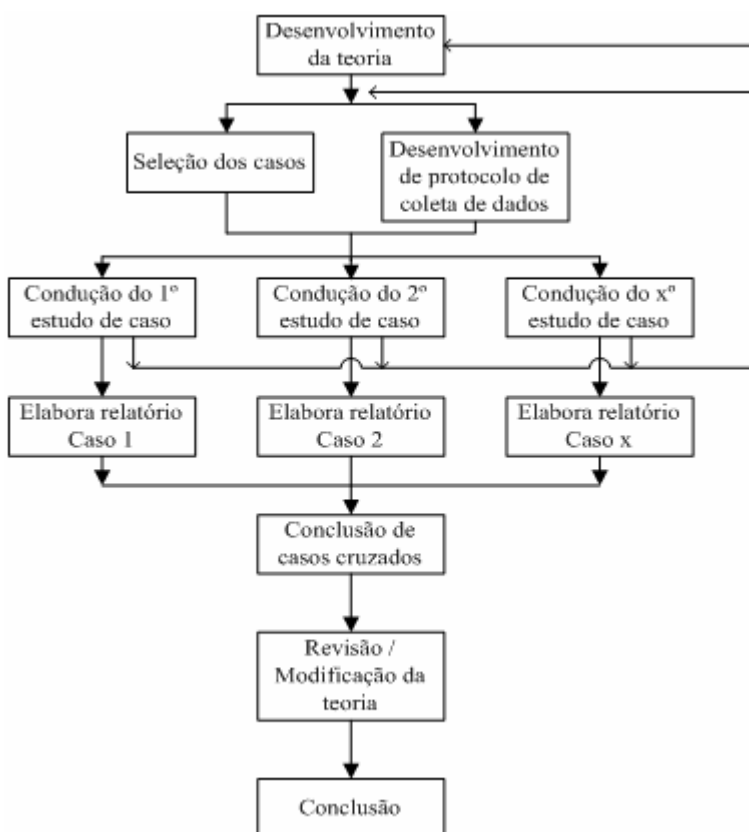 Desenvolvimento
da teoria
Seleção dos casos
Desenvolvimento
de protocolo de
coleta de dados
Condução do 1º
estudo de caso
Condução do 2º
estudo de caso
Condução do xº
estudo de caso
Elabora relatório
Caso 1
Elabora relatório
Caso 2
Elabora relatório
Caso x
Conclusão de
casos cruzados
Revisão /
Modificação da
teoria
Conclusão